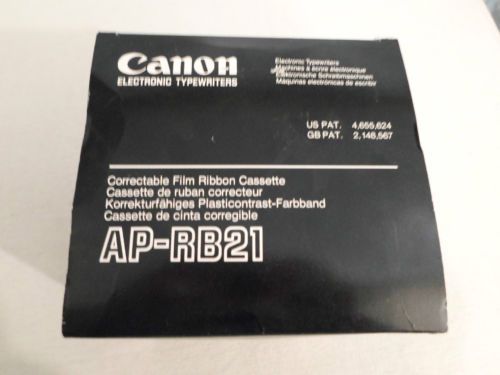 Canon
ELECTRONIC TYPEWRITERS
Electronic Typewriters
Machines à écrire électronique
Elektronische Schreibmaschinen
Máquinas electrónicas de escribir
US PAT. 4,655,624
GB PAT. 2,146,567
Correctable Film Ribbon Cassette
Cassette de ruban correcteur
Korrekturfähiges Plasticontrast-Farbband
Cassette de cinta corregible
AP-RB21